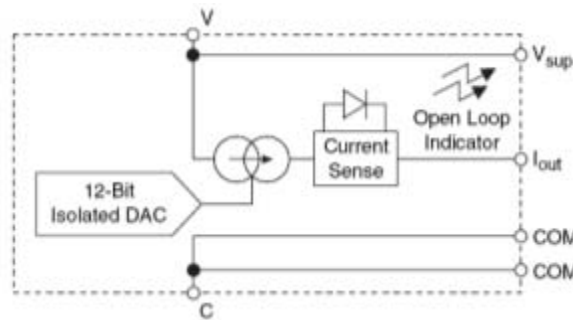 V
Vsup
Open Loop
Indicator
Current
Sense
Iout
12-Bit
Isolated DAC
COM
COM
C